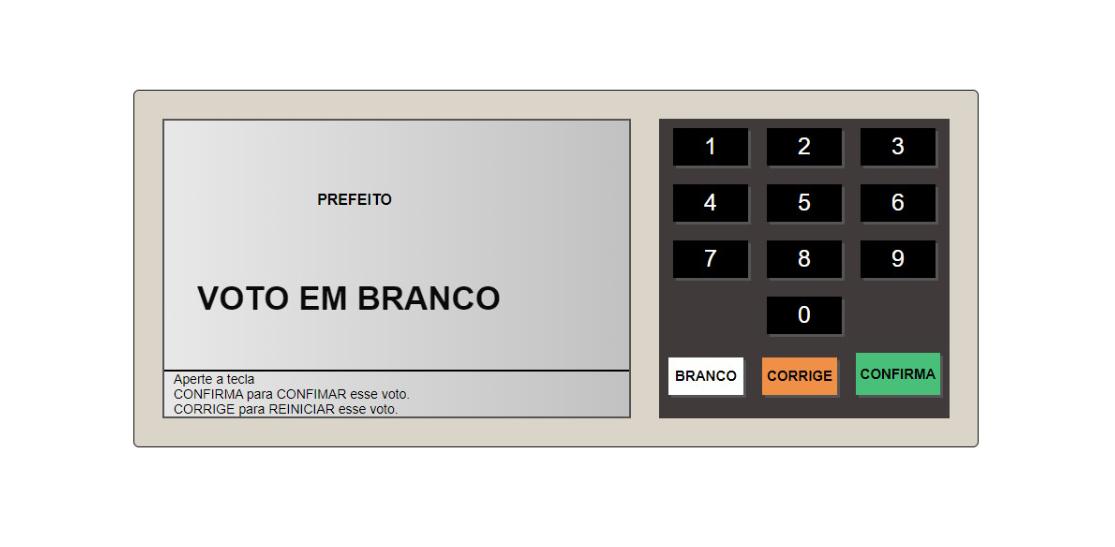 PREFEITO
VOTO EM BRANCO
Aperte a tecla
CONFIRMA para CONFIMAR esse voto.
CORRIGE para REINICIAR esse voto.
1 2 3
4 5 6
7 8 9
0
BRANCO CORRIGE CONFIRMA